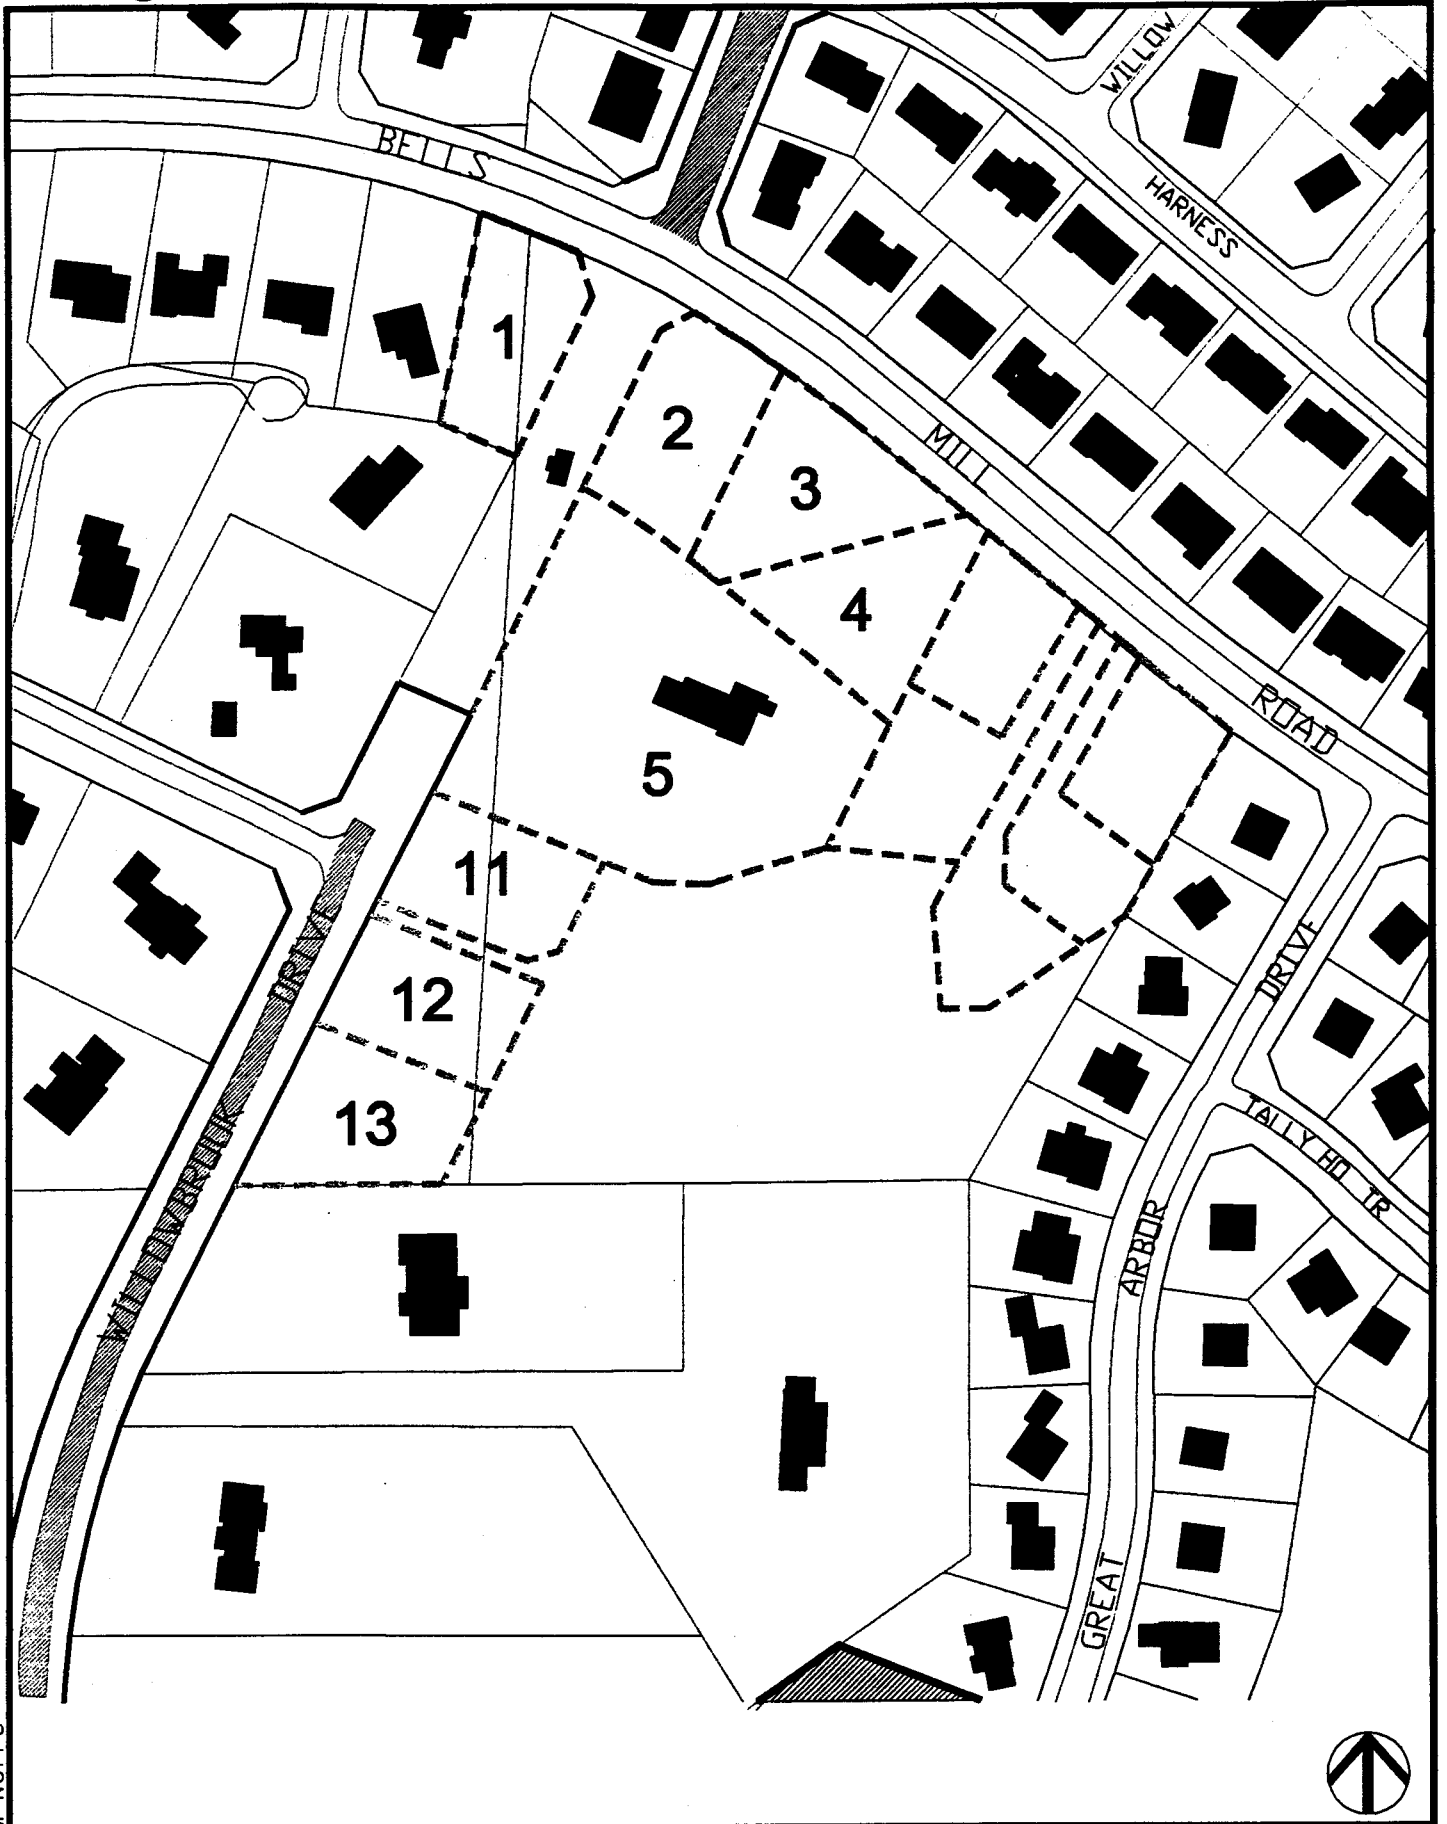 WILLOW
BELLS
HARNESS
1
2
MILL
3
4
ROAD
5
11
DRIVE
DRIVE
12
13
TALLY HO TR
WILLOWBROOK
ARBOR
GREAT